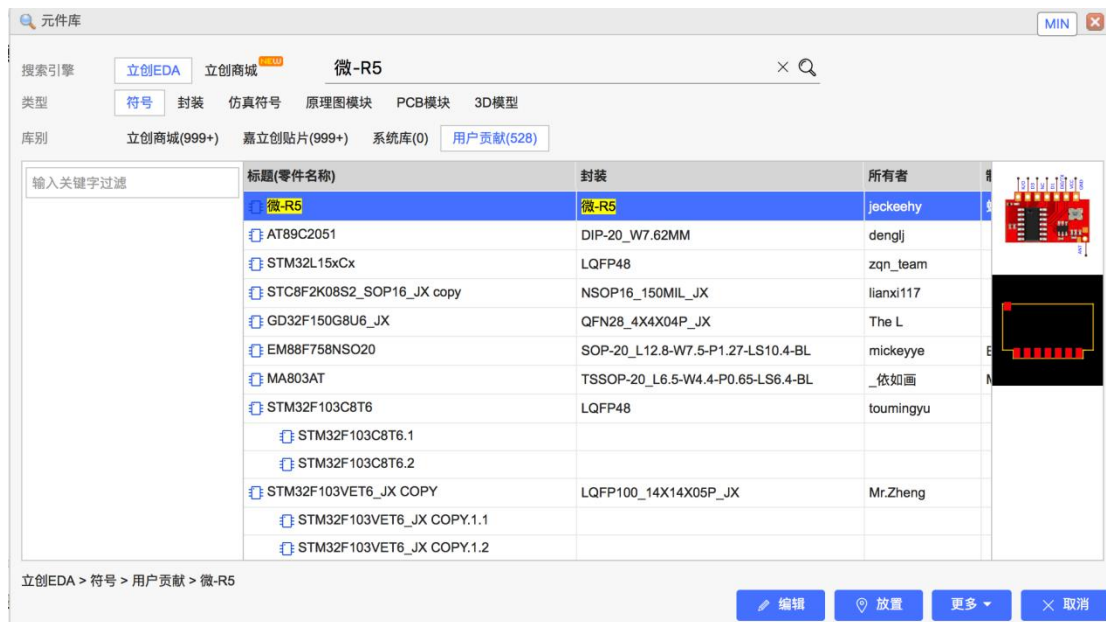 元件库 MIN
搜索引擎 立创EDA 立创商城 NEW 微-R5
类型 符号 封装 仿真符号 原理图模块 PCB模块 3D模型
库别 立创商城(999+) 嘉立创贴片(999+) 系统库(0) 用户贡献(528)
输入关键字过滤
标题(零件名称) 封装 所有者
微-R5 微-R5 jeckeehy
AT89C2051 DIP-20_W7.62MM denglj
STM32L15xCx LQFP48 zqn_team
STC8F2K08S2_SOP16_JX copy NSOP16_150MIL_JX lianxi117
GD32F150G8U6_JX QFN28_4X4X04P_JX The L
EM88F758NSO20 SOP-20_L12.8-W7.5-P1.27-LS10.4-BL mickeyye
MA803AT TSSOP-20_L6.5-W4.4-P0.65-LS6.4-BL _依如画
STM32F103C8T6 LQFP48 toumingyu
STM32F103C8T6.1
STM32F103C8T6.2
STM32F103VET6_JX COPY LQFP100_14X14X05P_JX Mr.Zheng
STM32F103VET6_JX COPY.1.1
STM32F103VET6_JX COPY.1.2
立创EDA > 符号 > 用户贡献 > 微-R5
编辑 放置 更多 取消